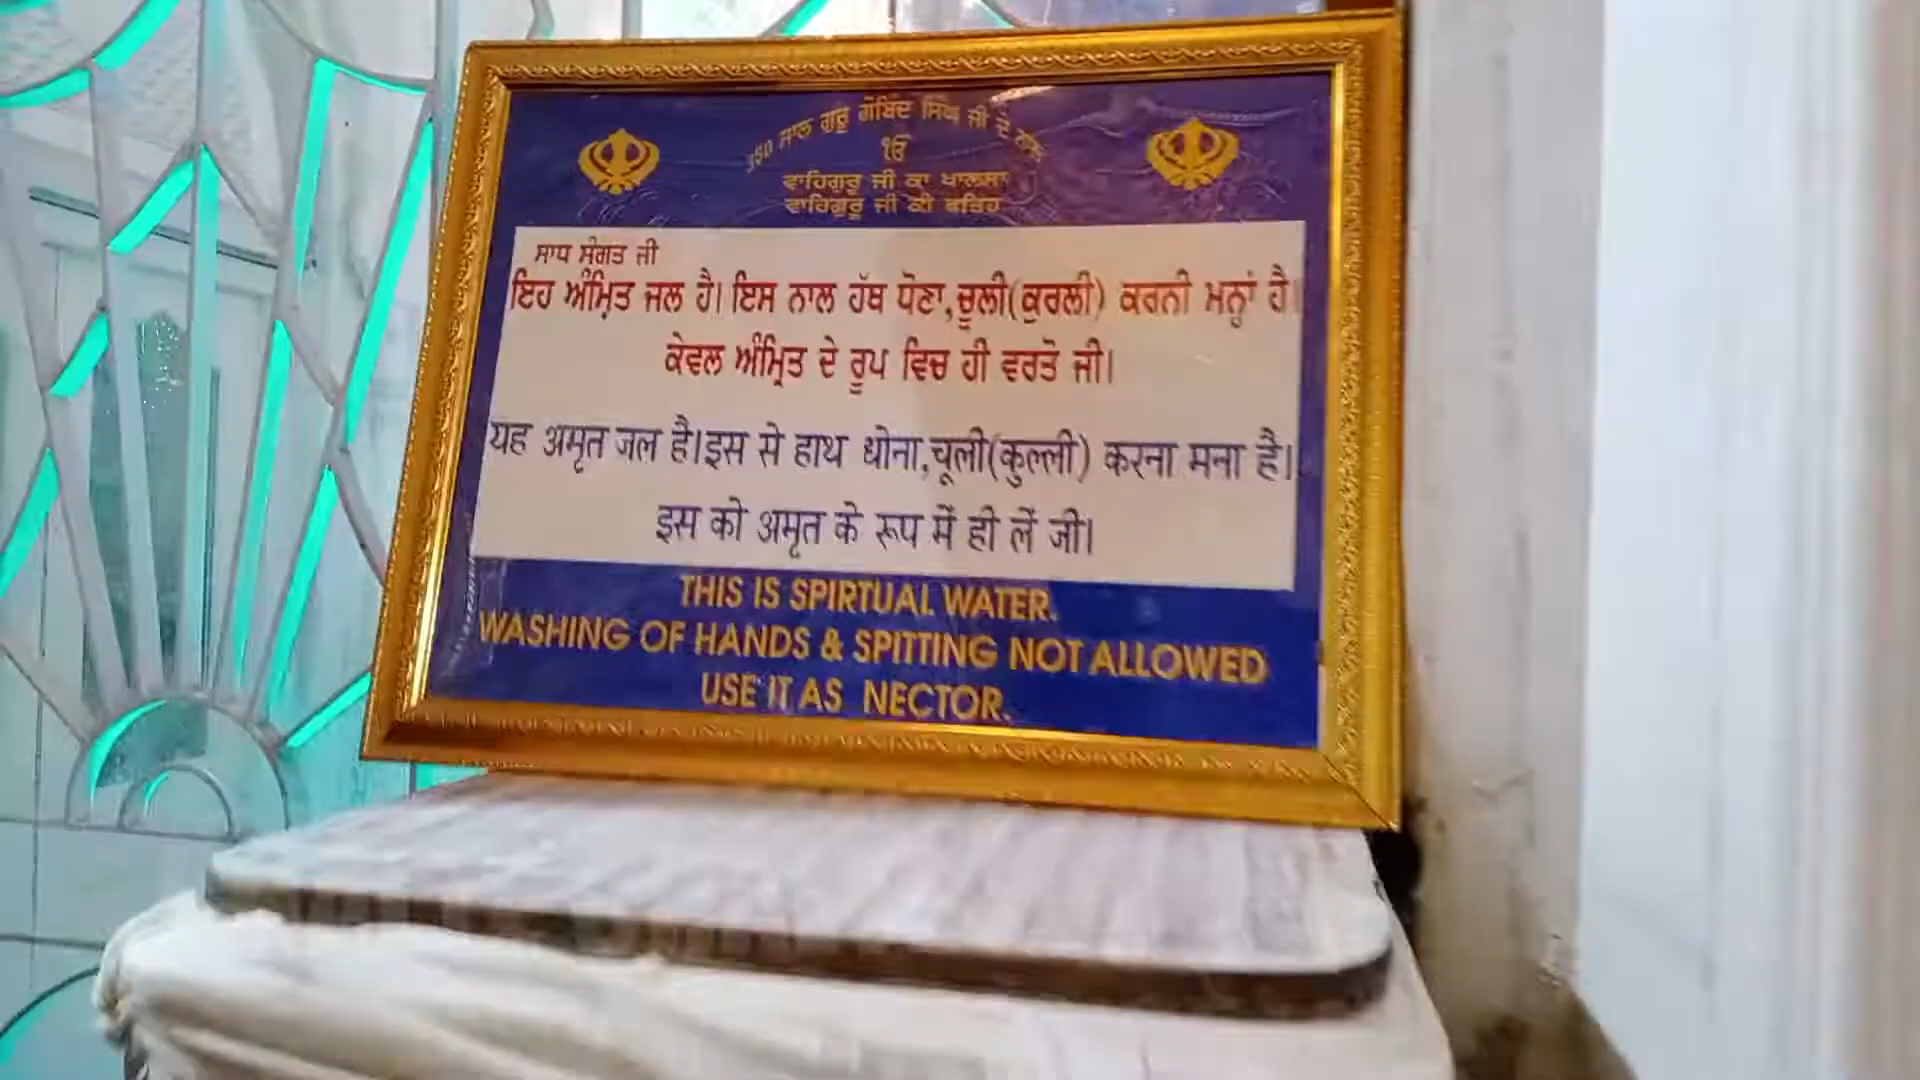 350 ਸਾਲ ਗੁਰੂ ਗੋਬਿੰਦ ਸਿੰਘ ਜੀ ਦੇ ਨਾਲ
ੴ
ਵਾਹਿਗੁਰੂ ਜੀ ਕਾ ਖਾਲਸਾ
ਵਾਹਿਗੁਰੂ ਜੀ ਕੀ ਫਤਿਹ
ਸਾਧ ਸੰਗਤ ਜੀ
ਇਹ ਅੰਮ੍ਰਿਤ ਜਲ ਹੈ। ਇਸ ਨਾਲ ਹੱਥ ਧੋਣਾ,ਚੂਲੀ(ਕੁਰਲੀ) ਕਰਨੀ ਮਨ੍ਹਾਂ ਹੈ।
ਕੇਵਲ ਅੰਮ੍ਰਿਤ ਦੇ ਰੂਪ ਵਿਚ ਹੀ ਵਰਤੋ ਜੀ।
यह अमृत जल है।इस से हाथ धोना,चूली(कुल्ली) करना मना है।
इस को अमृत के रूप में ही लें जी।
THIS IS SPIRTUAL WATER.
WASHING OF HANDS & SPITTING NOT ALLOWED
USE IT AS NECTOR.